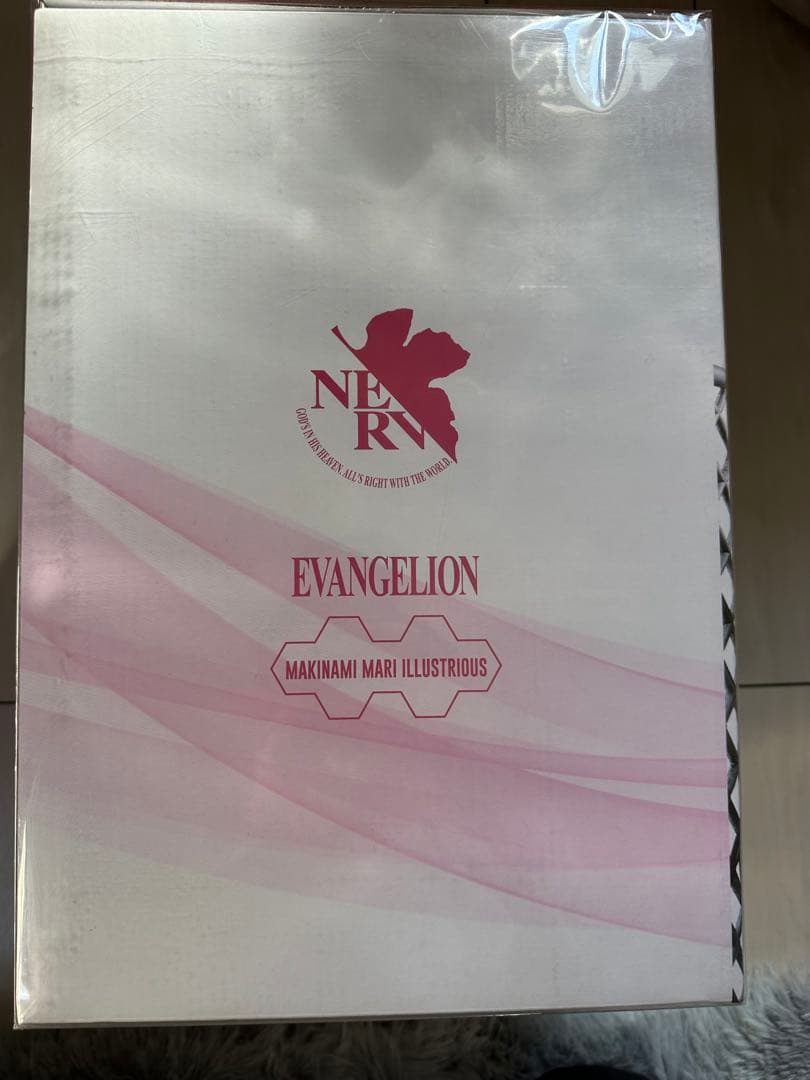 NERV
GOD'S IN HIS HEAVEN. ALL'S RIGHT WITH THE WORLD.
EVANGELION
MAKINAMI MARI ILLUSTRIOUS